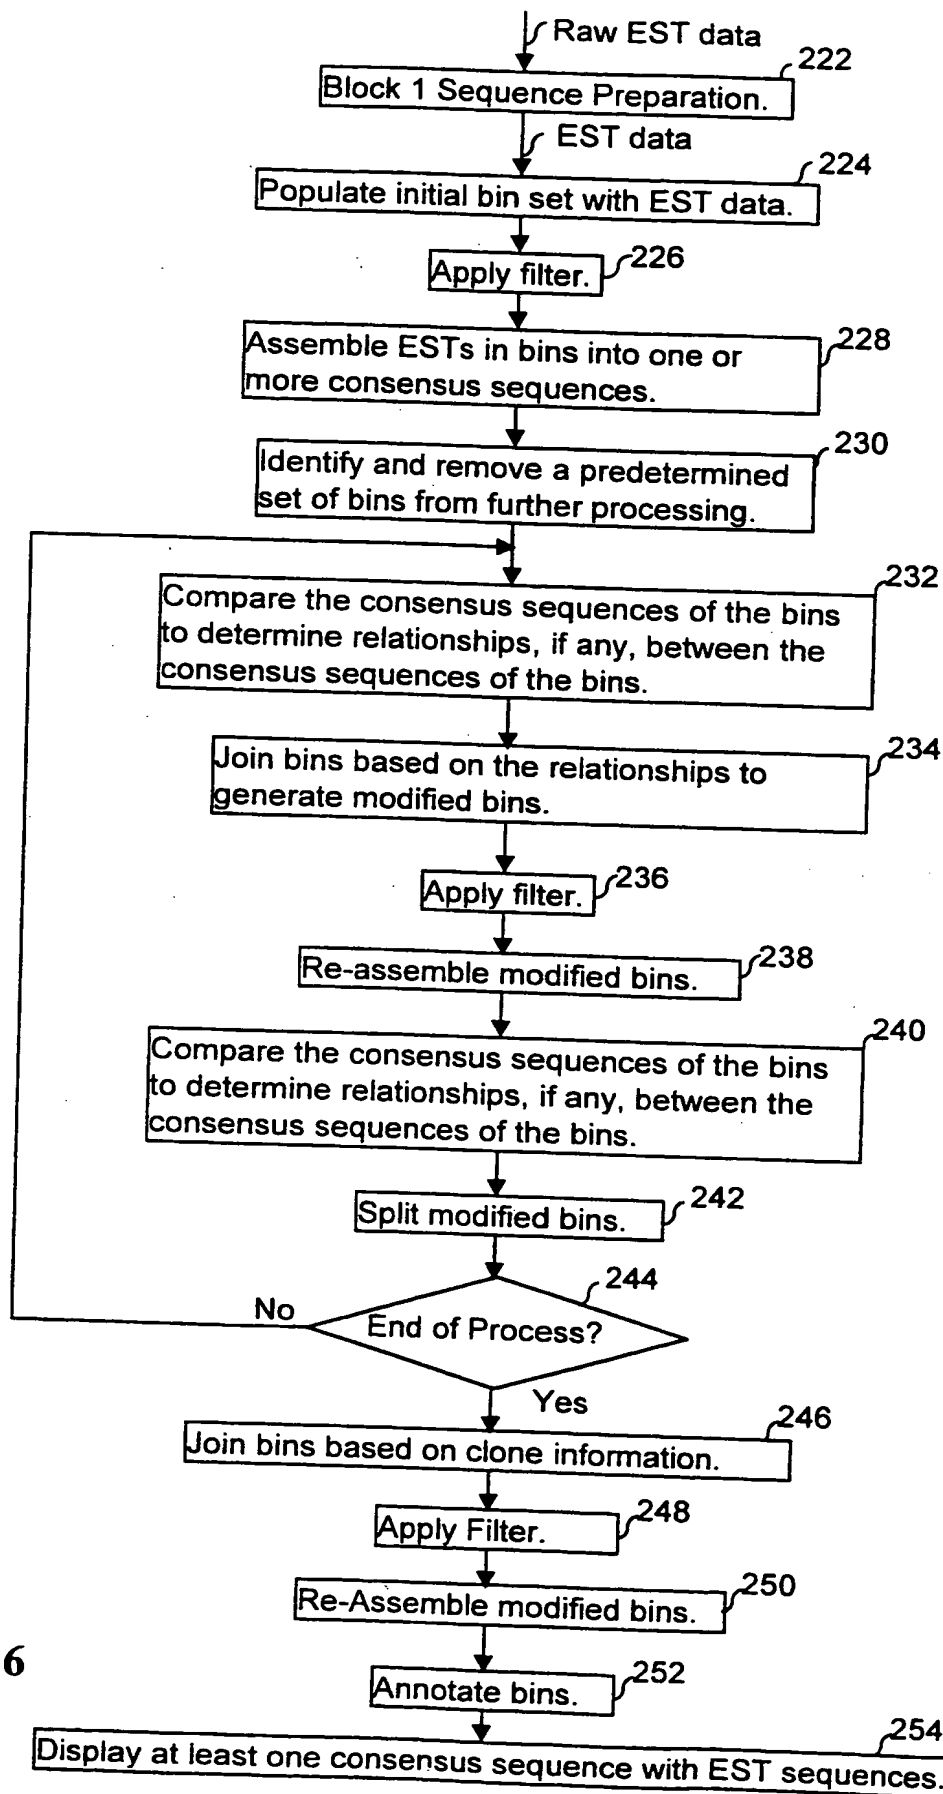 Raw EST data
222
Block 1 Sequence Preparation.
EST data
224
Populate initial bin set with EST data.
226
Apply filter.
228
Assemble ESTs in bins into one or
more consensus sequences.
230
Identify and remove a predetermined
set of bins from further processing.
232
Compare the consensus sequences of the bins
to determine relationships, if any, between the
consensus sequences of the bins.
234
Join bins based on the relationships to
generate modified bins.
236
Apply filter.
238
Re-assemble modified bins.
240
Compare the consensus sequences of the bins
to determine relationships, if any, between the
consensus sequences of the bins.
242
Split modified bins.
244
End of Process?
No
Yes
246
Join bins based on clone information.
248
Apply Filter.
250
Re-Assemble modified bins.
6
252
Annotate bins.
254
Display at least one consensus sequence with EST sequences.